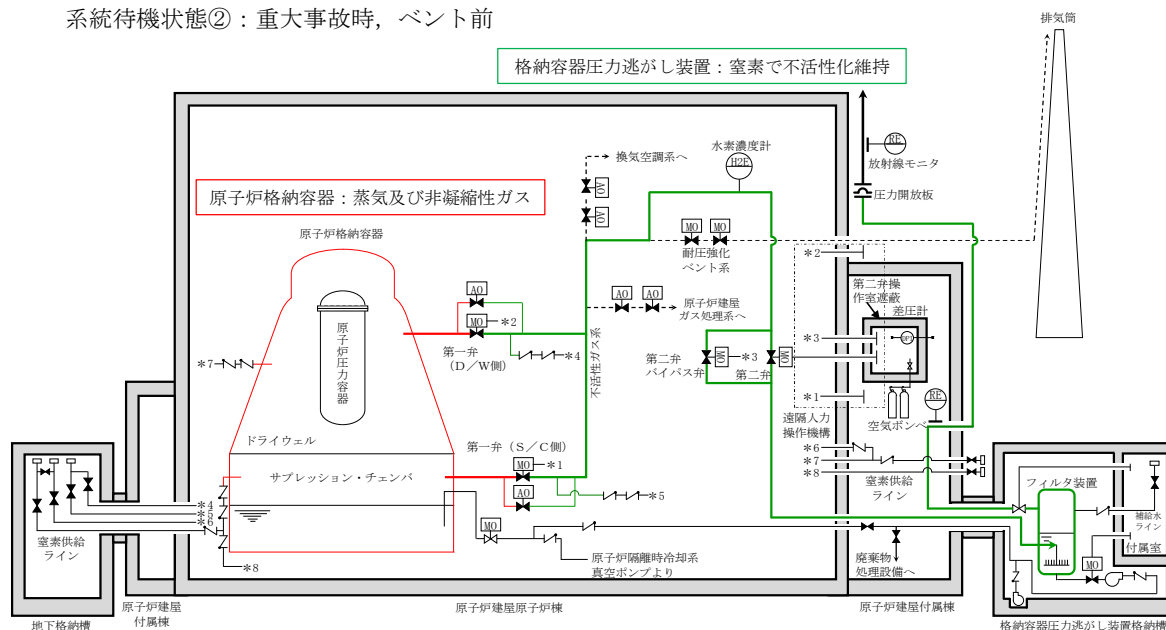 系統待機状態②：重大事故時，ベント前
排気筒
格納容器圧力逃がし装置：窒素で不活性化維持
水素濃度計
H2E
換気空調系へ
AO
AO
RE
放射線モニタ
圧力開放板
原子炉格納容器：蒸気及び非凝縮性ガス
原子炉格納容器
MO
MO
耐圧強化
ベント系
＊2
第二弁操
作室遮蔽
差圧計
AO
AO
AO
原子炉建屋
ガス処理系へ
MO
＊2
＊3
DPI
原子炉圧力容器
第一弁
（Ｄ／Ｗ側）
＊4
不活性ガス系
第二弁
バイパス弁
MO
＊3
第二弁
MO
＊7
＊1
RE
遠隔人力
操作機構
空気ボンベ
ドライウェル
第一弁（Ｓ／Ｃ側）
MO
＊1
＊6
＊7
＊8
窒素供給
ライン
サプレッション・チェンバ
AO
＊5
フィルタ装置
補給水
ライン
付属室
＊4
＊5
＊6
窒素供給
ライン
MO
＊8
原子炉隔離時冷却系
真空ポンプより
廃棄物
処理設備へ
MO
地下格納槽
原子炉建屋
付属棟
原子炉建屋原子炉棟
原子炉建屋付属棟
格納容器圧力逃がし装置格納槽